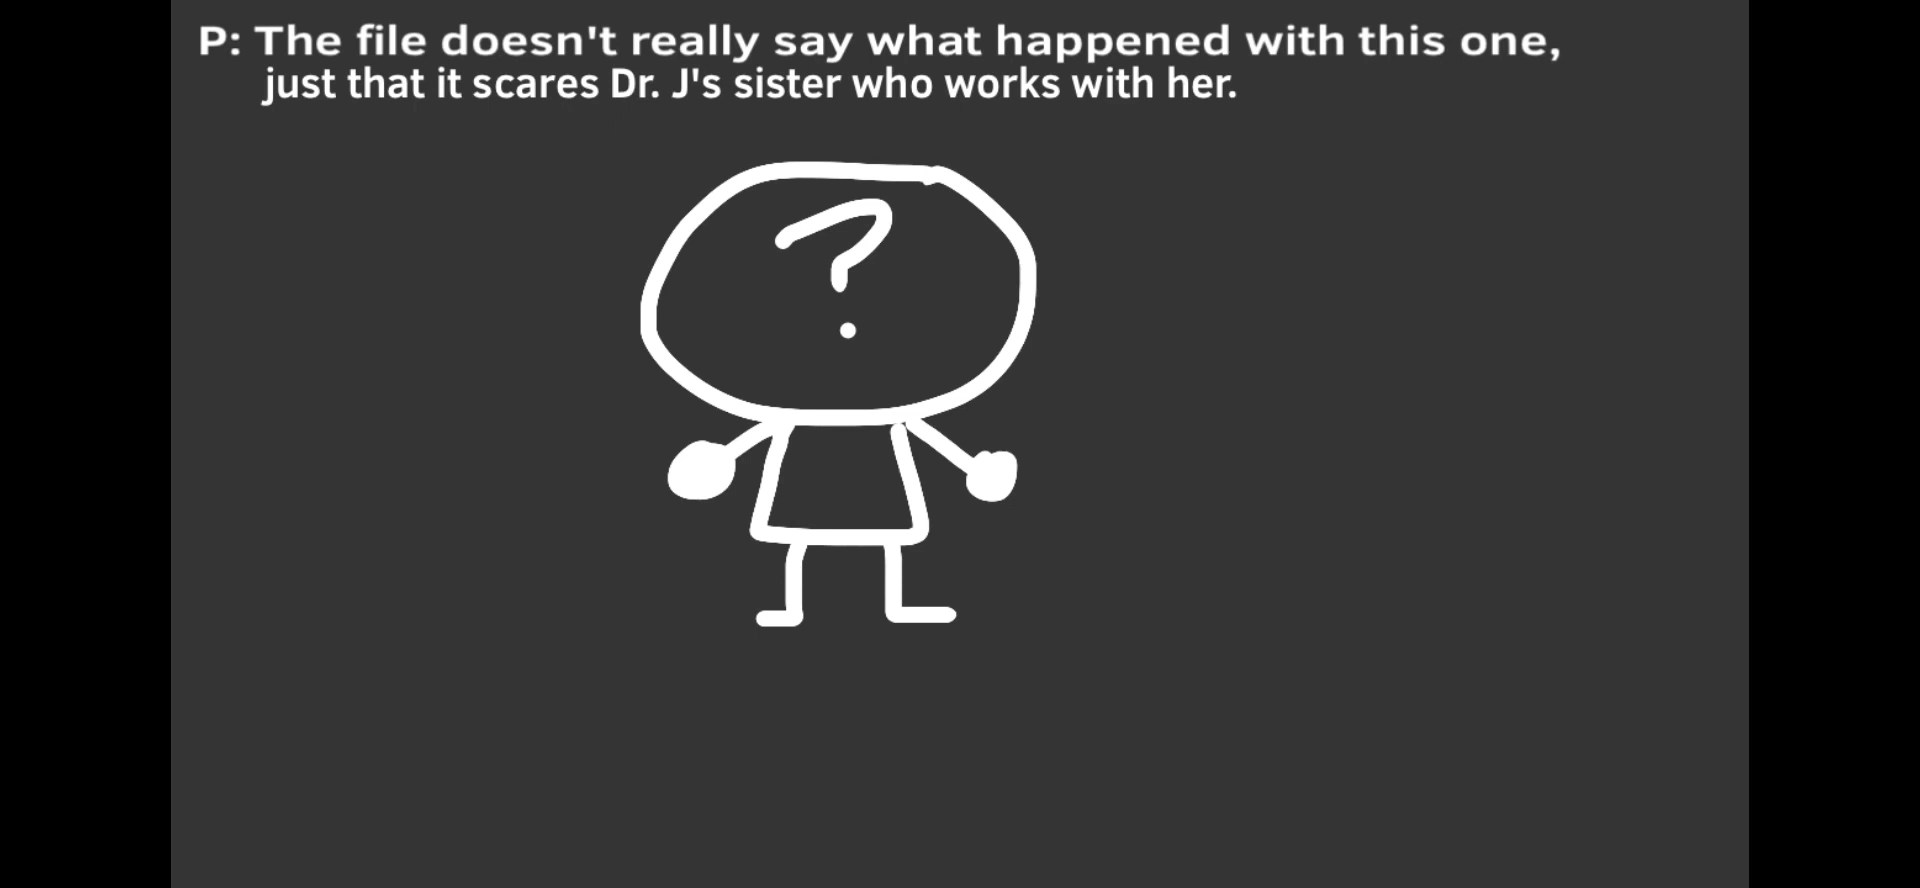 P: The file doesn't really say what happened with this one,
just that it scares Dr. J's sister who works with her.
?